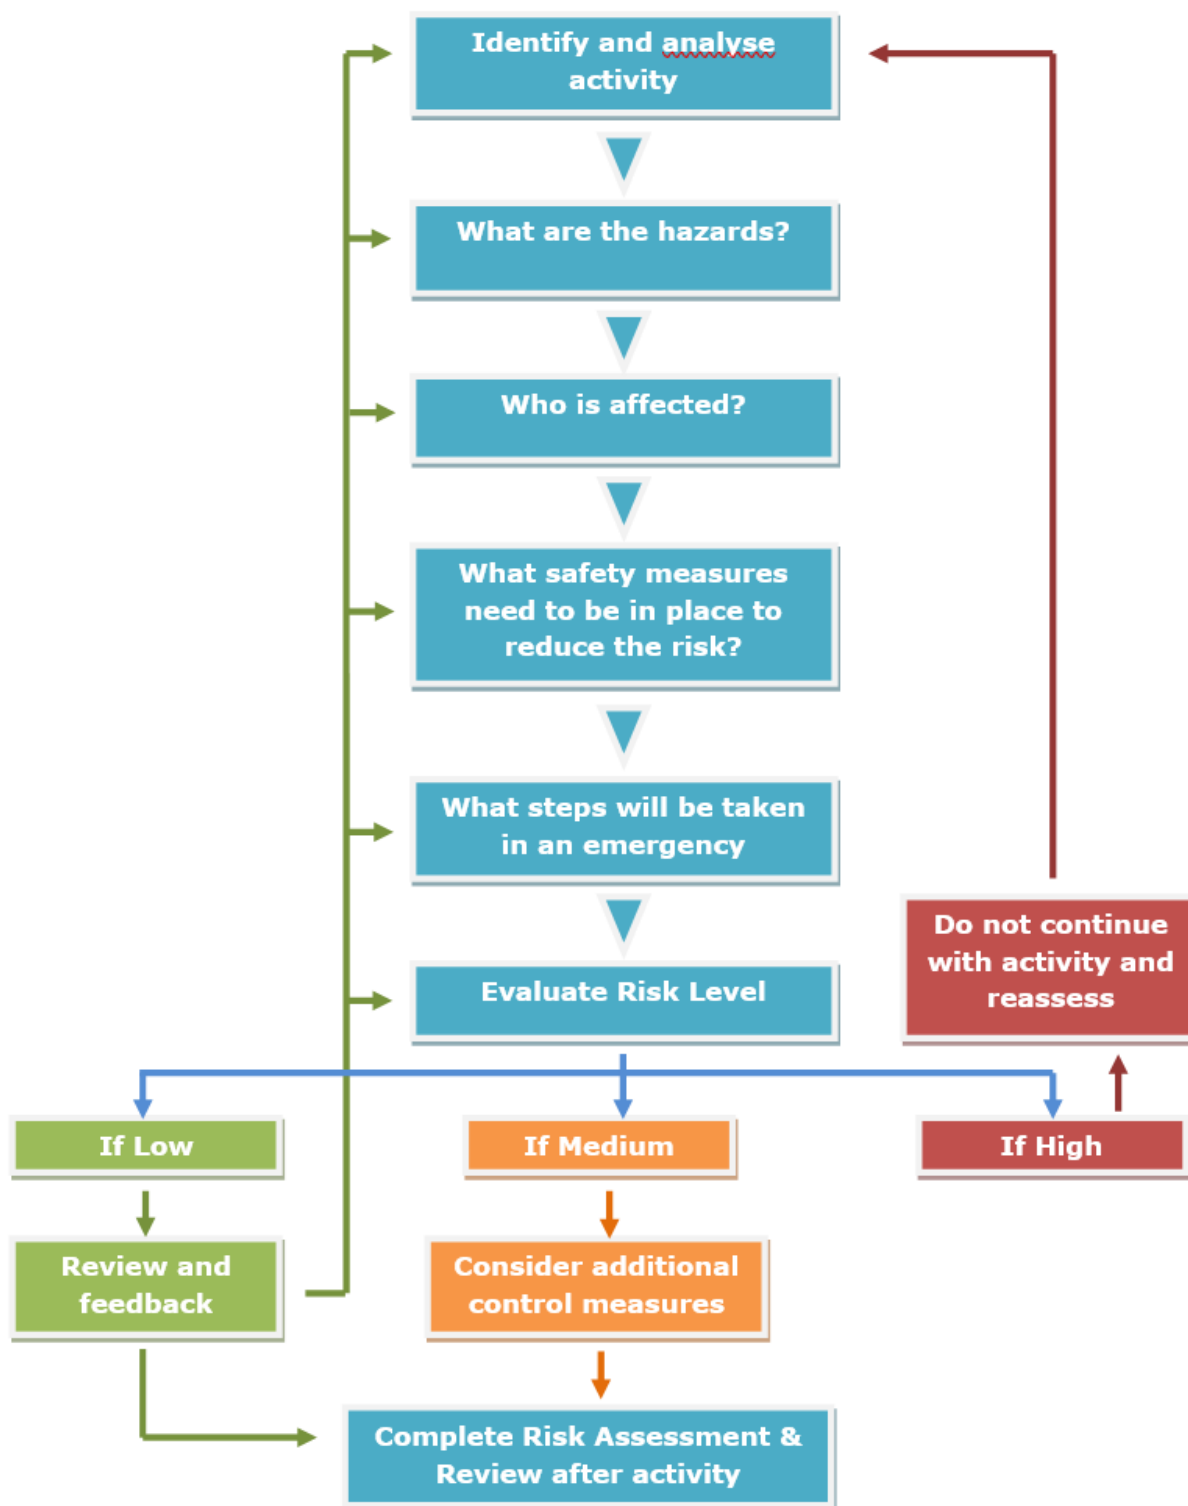 Identify and analyse
activity
What are the hazards?
Who is affected?
What safety measures
need to be in place to
reduce the risk?
What steps will be taken
in an emergency
Do not continue
with activity and
reassess
Evaluate Risk Level
If Low
If Medium
If High
Review and
feedback
Consider additional
control measures
Complete Risk Assessment &
Review after activity